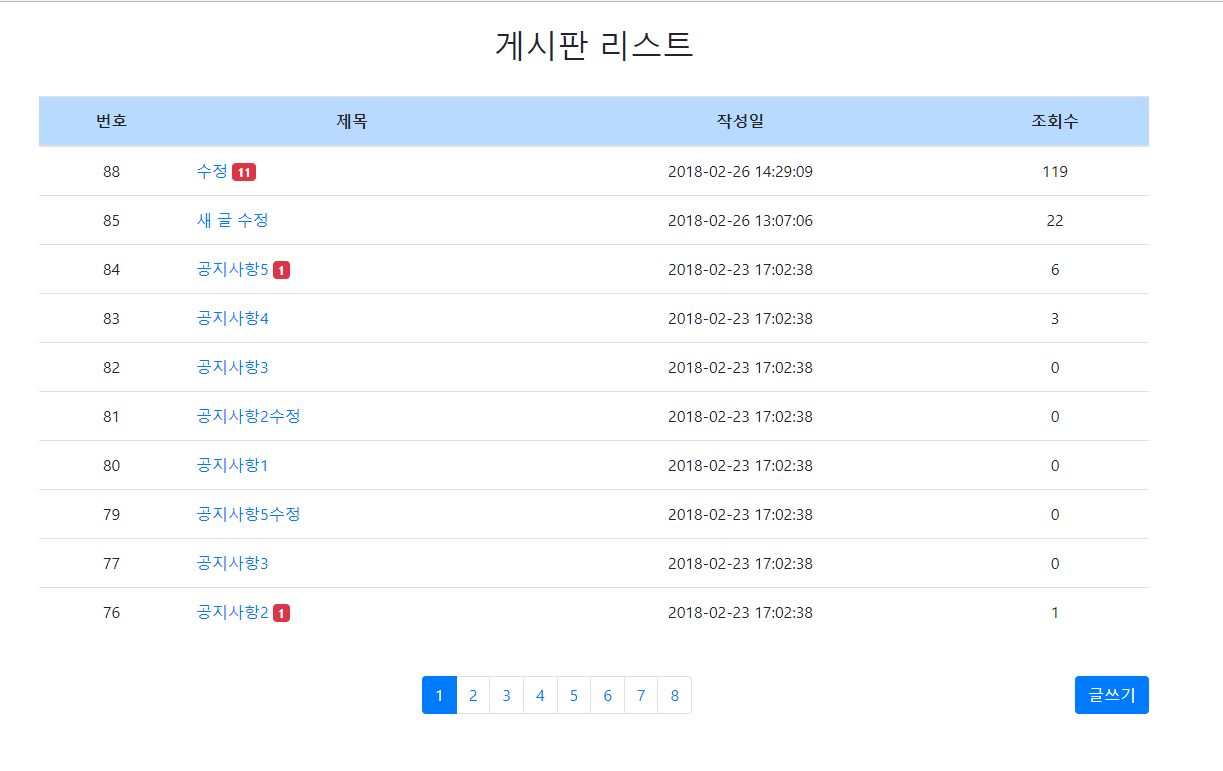 게시판 리스트
번호 제목 작성일 조회수
88 수정 11 2018-02-26 14:29:09 119
85 새 글 수정 2018-02-26 13:07:06 22
84 공지사항5 1 2018-02-23 17:02:38 6
83 공지사항4 2018-02-23 17:02:38 3
82 공지사항3 2018-02-23 17:02:38 0
81 공지사항2수정 2018-02-23 17:02:38 0
80 공지사항1 2018-02-23 17:02:38 0
79 공지사항5수정 2018-02-23 17:02:38 0
77 공지사항3 2018-02-23 17:02:38 0
76 공지사항2 1 2018-02-23 17:02:38 1
1 2 3 4 5 6 7 8 글쓰기